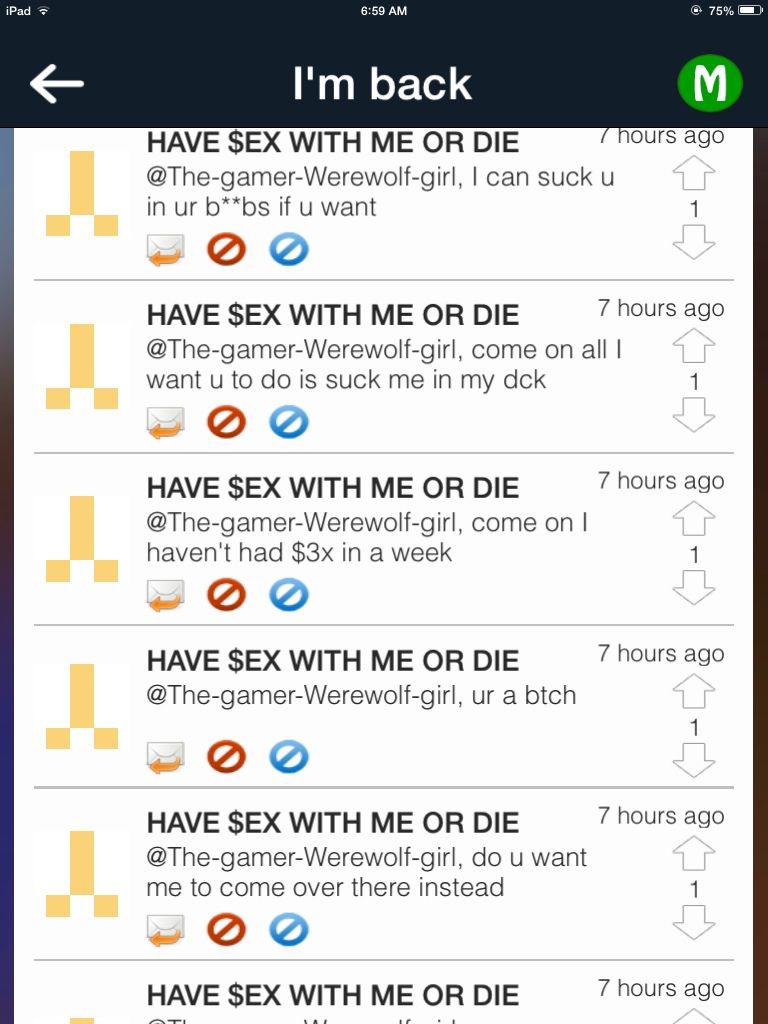 iPad 6:59 AM 75%
I'm back M
HAVE $EX WITH ME OR DIE 7 hours ago
@The-gamer-Werewolf-girl, I can suck u
in ur b**bs if u want
1
HAVE $EX WITH ME OR DIE 7 hours ago
@The-gamer-Werewolf-girl, come on all I
want u to do is suck me in my dck
1
HAVE $EX WITH ME OR DIE 7 hours ago
@The-gamer-Werewolf-girl, come on I
haven't had $3x in a week
1
HAVE $EX WITH ME OR DIE 7 hours ago
@The-gamer-Werewolf-girl, ur a btch
1
HAVE $EX WITH ME OR DIE 7 hours ago
@The-gamer-Werewolf-girl, do u want
me to come over there instead
1
HAVE $EX WITH ME OR DIE 7 hours ago